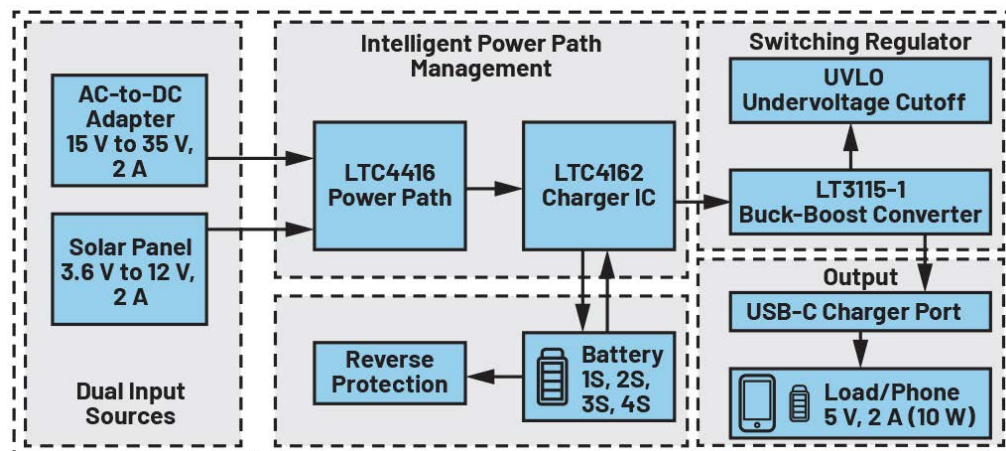 AC-to-DC
Adapter
15 V to 35 V,
2 A
Solar Panel
3.6 V to 12 V,
2 A
Dual Input
Sources
Intelligent Power Path
Management
LTC4416
Power Path
LTC4162
Charger IC
Reverse
Protection
Battery
1S, 2S,
3S, 4S
Switching Regulator
UVLO
Undervoltage Cutoff
LT3115-1
Buck-Boost Converter
Output
USB-C Charger Port
Load/Phone
5 V, 2 A (10 W)